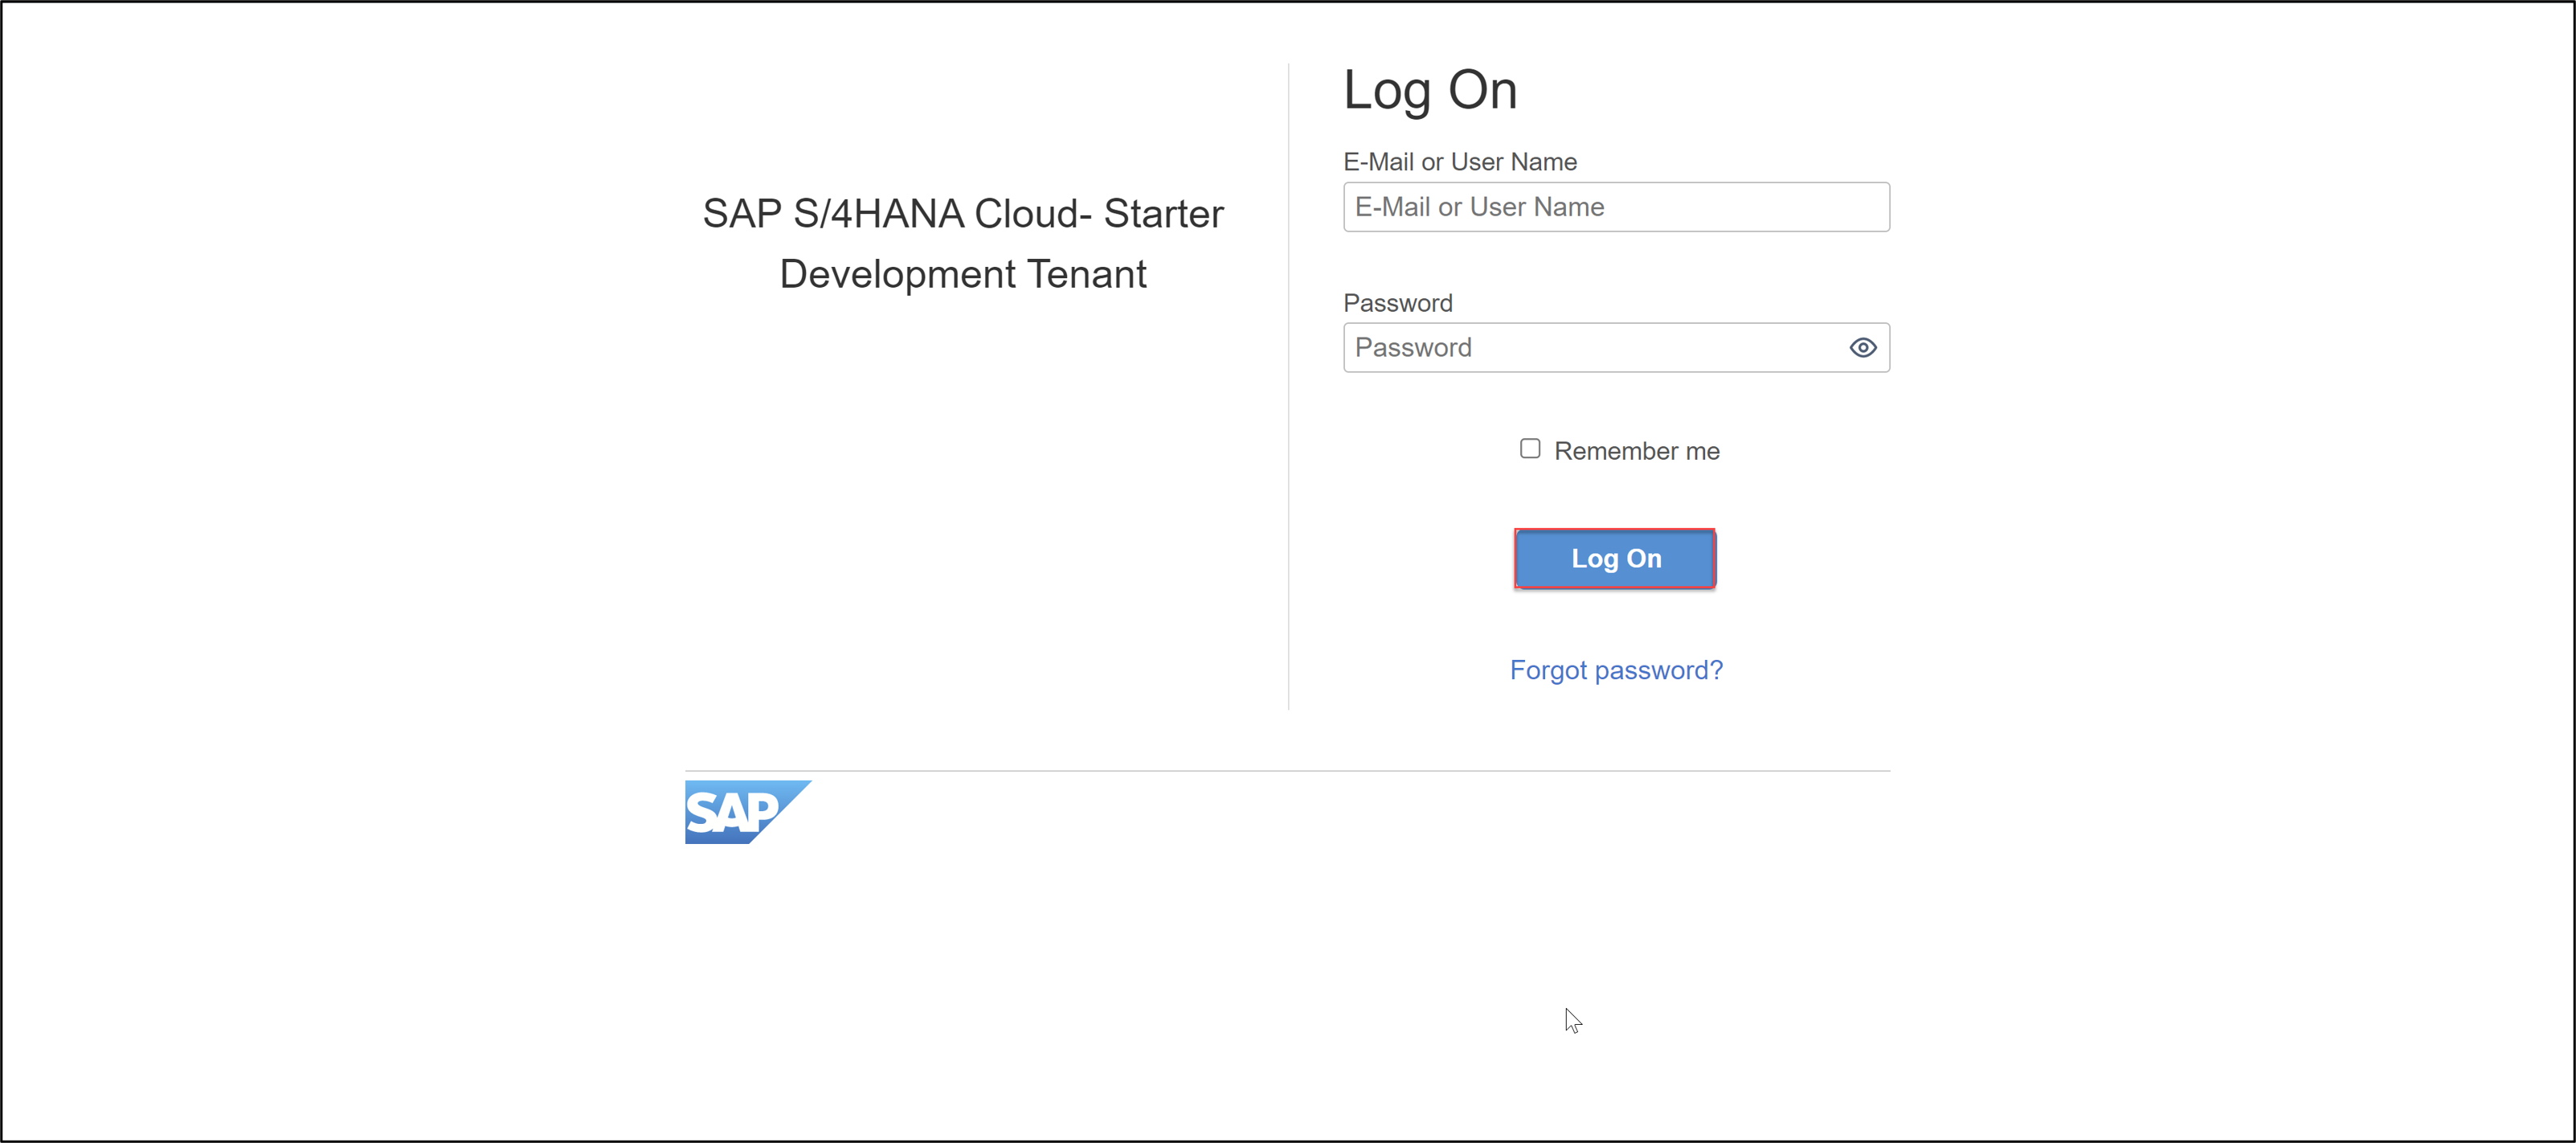 SAP S/4HANA Cloud- Starter
Development Tenant
Log On
E-Mail or User Name
E-Mail or User Name
Password
Password
Remember me
Log On
Forgot password?
SAP